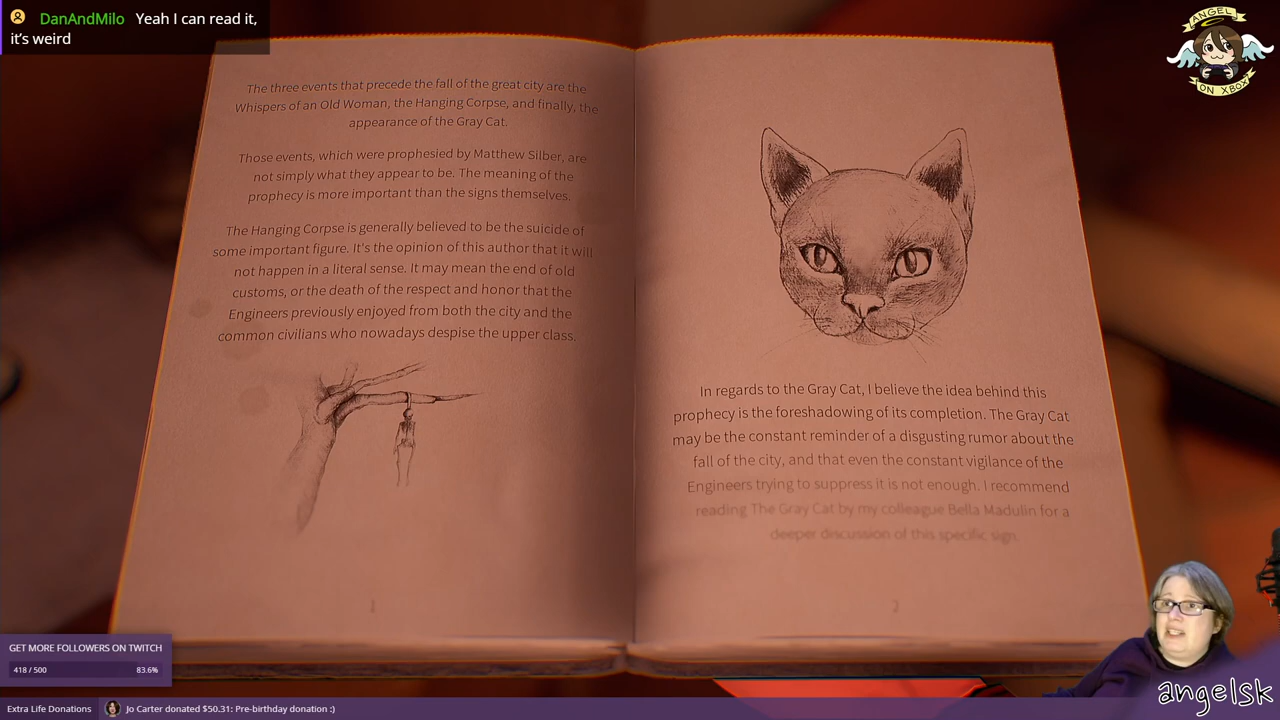 DanAndMilo Yeah I can read it,
it's weird
ANGEL
ON XBOX
The three events that precede the fall of the great city are the
Whispers of an Old Woman, the Hanging Corpse, and finally, the
appearance of the Gray Cat.
Those events, which were prophesied by Matthew Silber, are
not simply what they appear to be. The meaning of the
prophecy is more important than the signs themselves.
The Hanging Corpse is generally believed to be the suicide of
some important figure. It's the opinion of this author that it will
not happen in a literal sense. It may mean the end of old
customs, or the death of the respect and honor that the
Engineers previously enjoyed from both the city and the
common civilians who nowadays despise the upper class.
1
In regards to the Gray Cat, I believe the idea behind this
prophecy is the foreshadowing of its completion. The Gray Cat
may be the constant reminder of a disgusting rumor about the
fall of the city, and that even the constant vigilance of the
Engineers trying to suppress it is not enough. I recommend
reading The Gray Cat by my colleague Bella Madulin for a
deeper discussion of this specific sign.
2
GET MORE FOLLOWERS ON TWITCH
418 / 500 83.6%
Extra Life Donations Jo Carter donated $50.31: Pre-birthday donation :)
angelsk